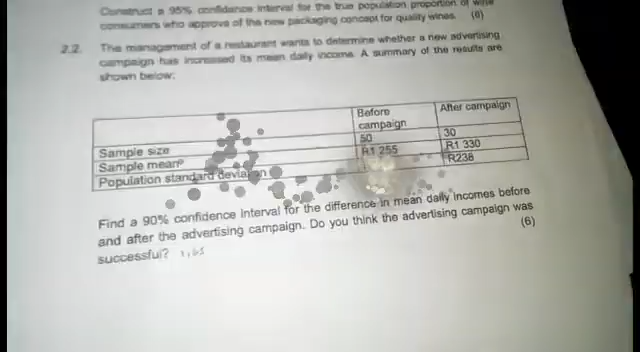 Construct a 95% confidence interval for the true population proportion of wine
consumers who approve of the new packaging concept for quality wines. (6)
2.2. The management of a restaurant wants to determine whether a new advertising
campaign has increased its mean daily income. A summary of the results are
shown below:
Before campaign After campaign
Sample size 50 30
Sample mean R1 255 R1 330
Population standard deviation R238
Find a 90% confidence interval for the difference in mean daily incomes before
and after the advertising campaign. Do you think the advertising campaign was
successful? 1,65 (6)